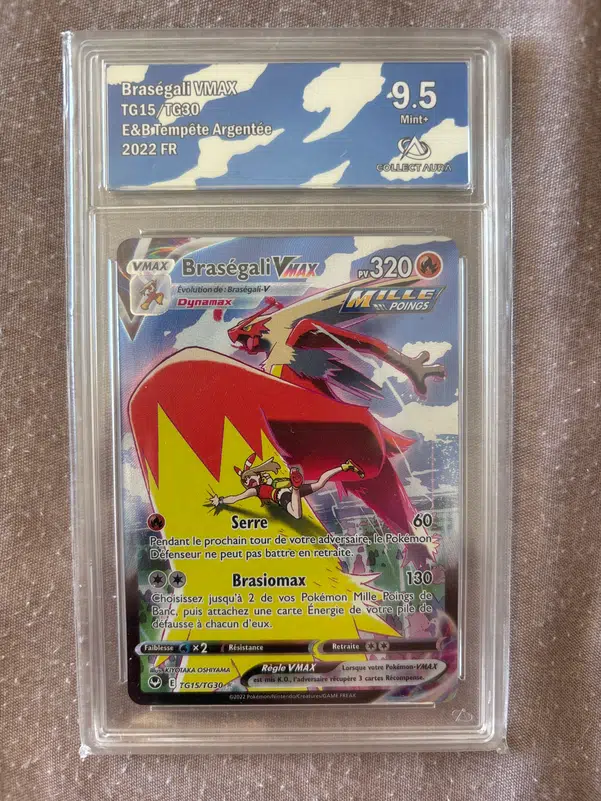 Braségali VMAX
TG15/TG30
E&B Tempête Argentée
2022 FR
9.5
Mint+
COLLECT AURA
VMAX
Braségali VMAX
PV 320
Évolution de : Braségali-V
Dynamax
MILLE POINGS
Serre 60
Pendant le prochain tour de votre adversaire, le Pokémon
Défenseur ne peut pas battre en retraite.
Brasiomax 130
Choisissez jusqu'à 2 de vos Pokémon Mille Poings de
Banc, puis attachez une carte Énergie de votre pile de
défausse à chacun d'eux.
Faiblesse ×2 Résistance Retraite
Illus. KIYOTAKA OSHIYAMA
Règle VMAX Lorsque votre Pokémon-VMAX
est mis K.O., l'adversaire récupère 3 cartes Récompense.
E TG15/TG30
©2022 Pokémon/Nintendo/Creatures/GAME FREAK